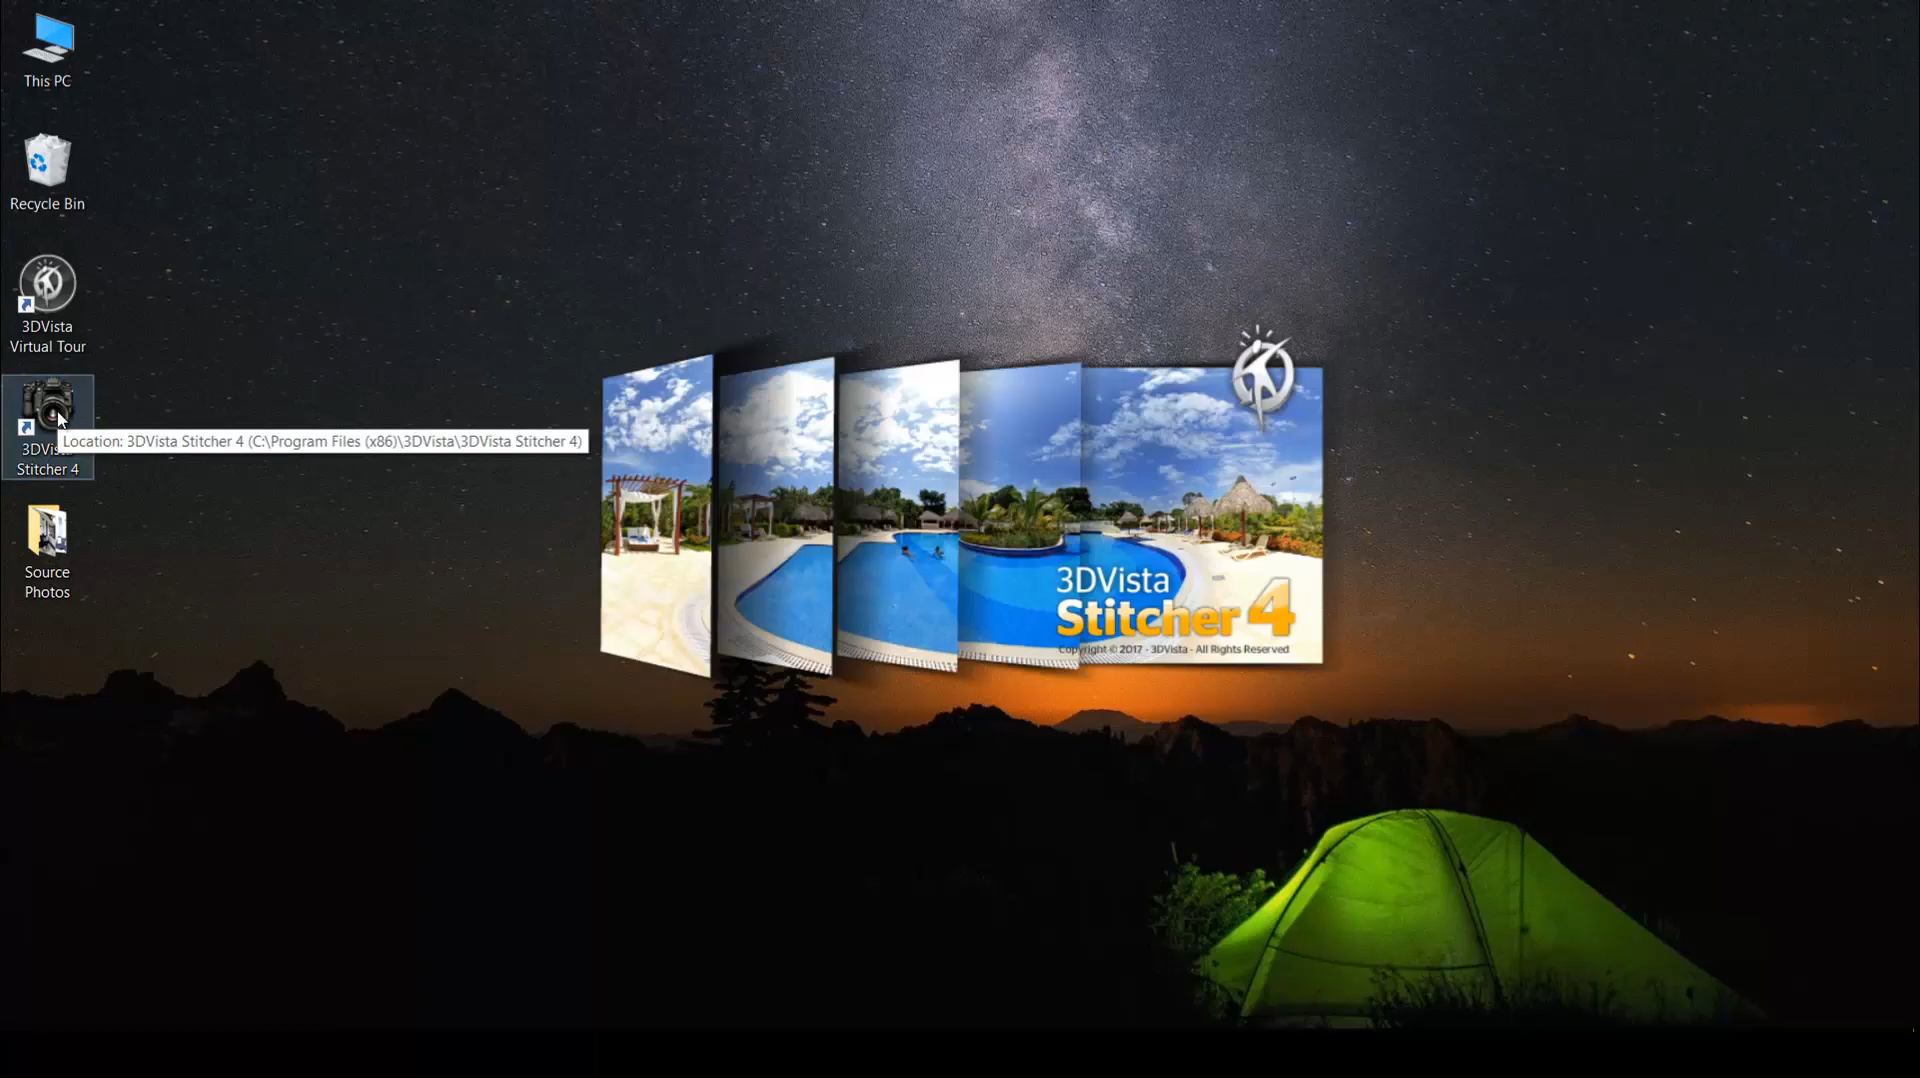 This PC
Recycle Bin
3DVista
Virtual Tour
Location: 3DVista Stitcher 4 (C:\Program Files (x86)\3DVista\3DVista Stitcher 4)
Stitcher 4
Source
Photos
3DVista
Stitcher 4
Copyright © 2017 - 3DVista - All Rights Reserved